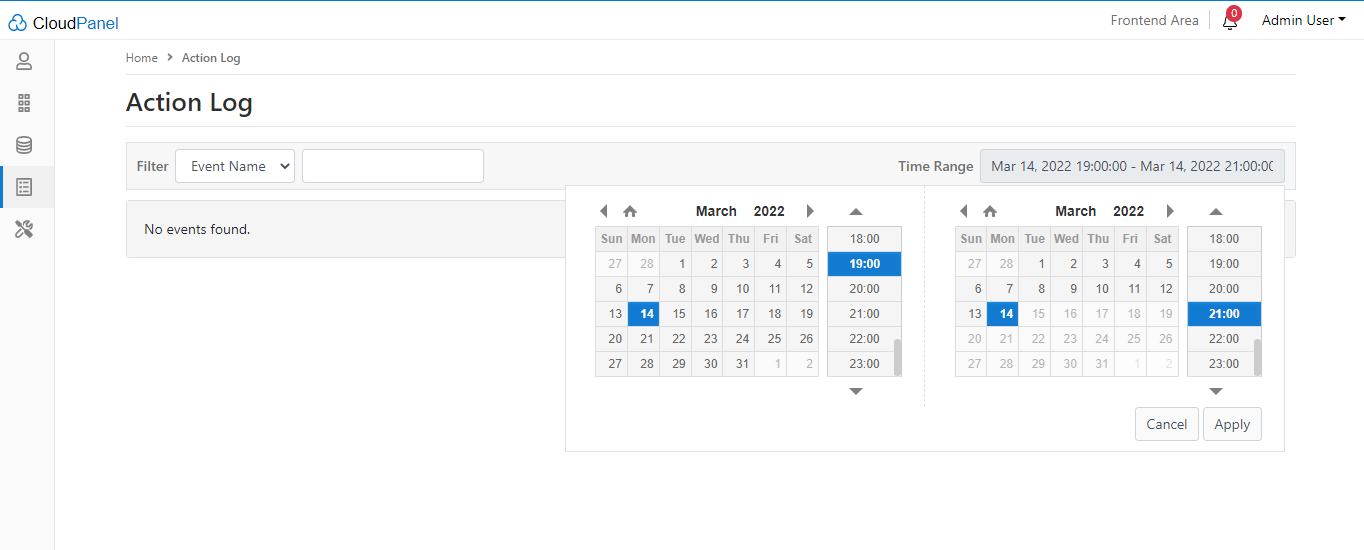 CloudPanel
Frontend Area
0
Admin User
Home > Action Log
Action Log
Filter Event Name
Time Range Mar 14, 2022 19:00:00 - Mar 14, 2022 21:00:00
No events found.
March 2022
Sun Mon Tue Wed Thu Fri Sat
27 28 1 2 3 4 5
6 7 8 9 10 11 12
13 14 15 16 17 18 19
20 21 22 23 24 25 26
27 28 29 30 31 1 2
18:00
19:00
20:00
21:00
22:00
23:00
March 2022
Sun Mon Tue Wed Thu Fri Sat
27 28 1 2 3 4 5
6 7 8 9 10 11 12
13 14 15 16 17 18 19
20 21 22 23 24 25 26
27 28 29 30 31 1 2
18:00
19:00
20:00
21:00
22:00
23:00
Cancel Apply